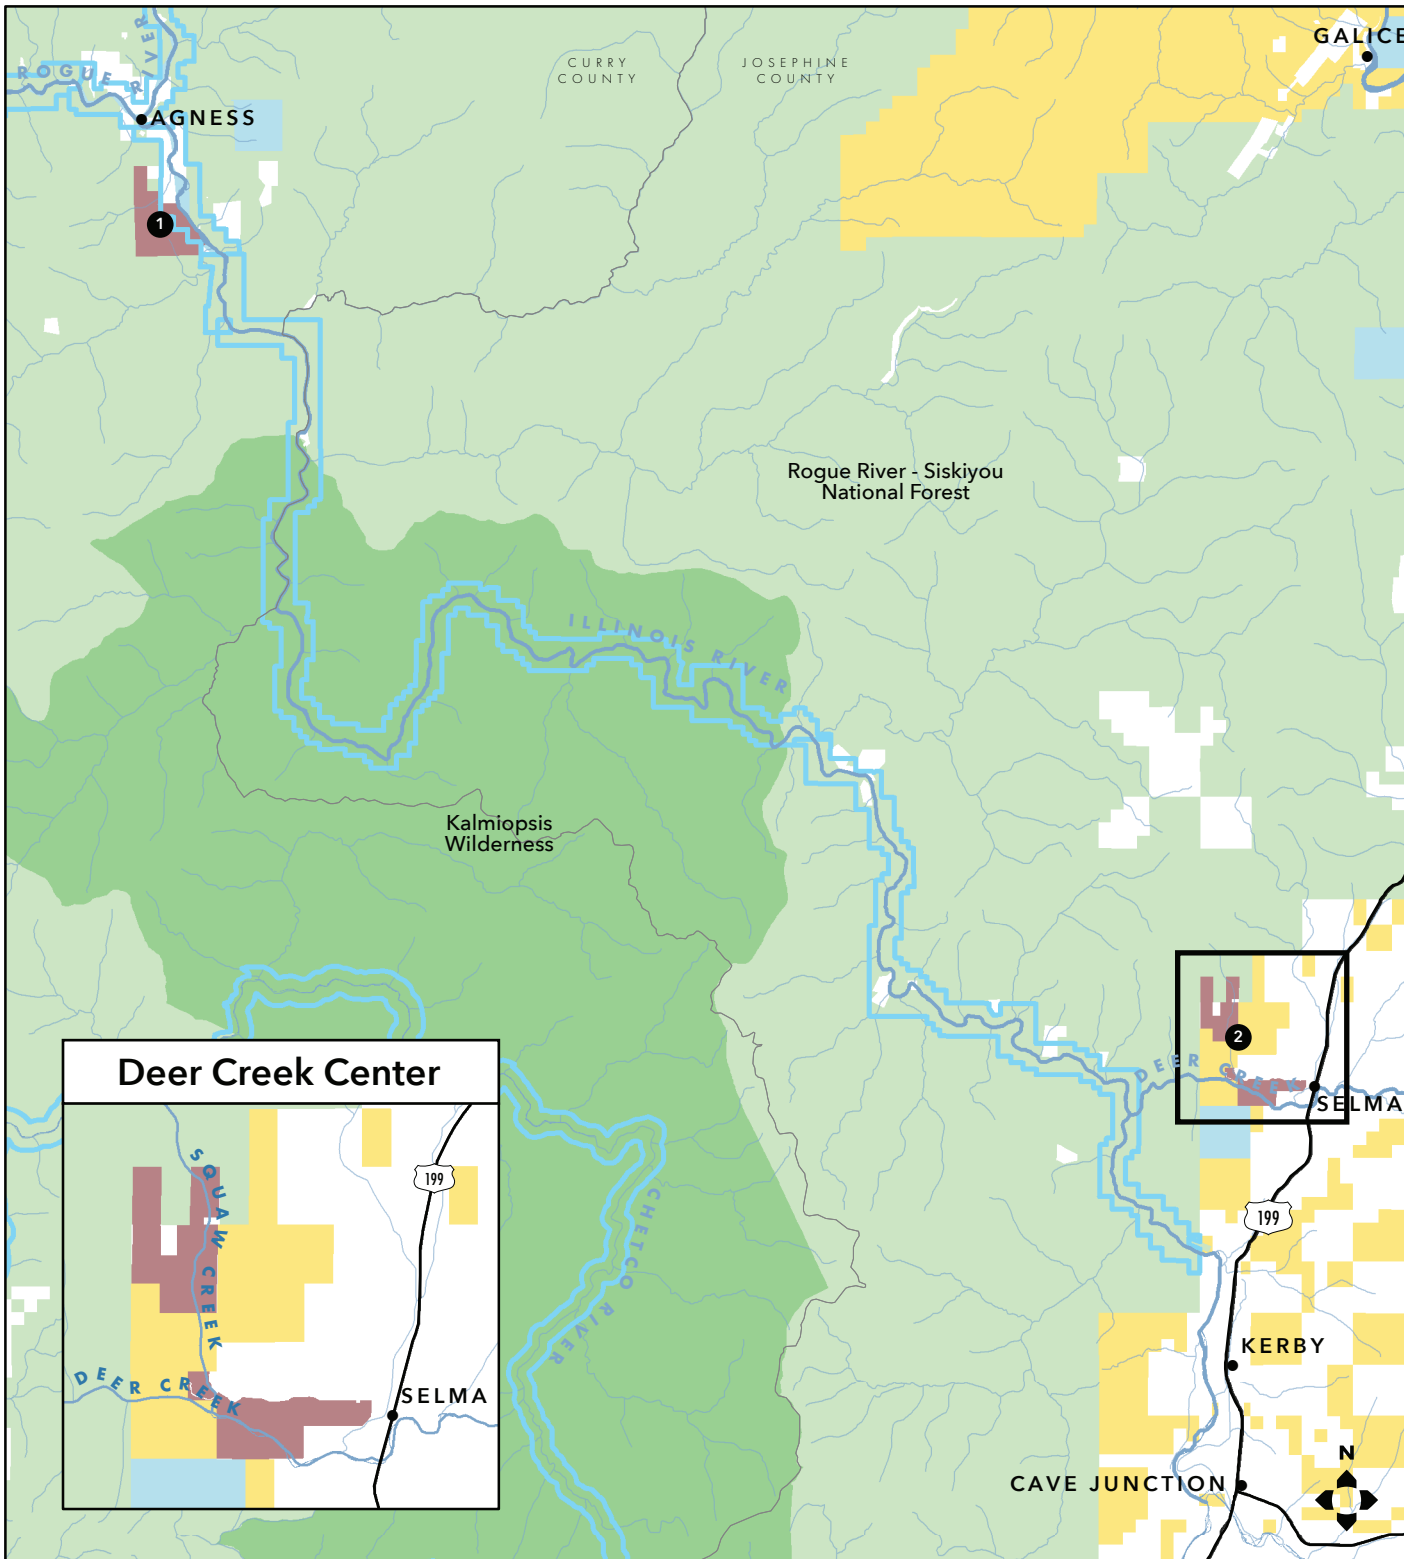 GALICE
CURRY
COUNTY
JOSEPHINE
COUNTY
ROGUE RIVER
AGNESS
1
Rogue River - Siskiyou
National Forest
ILLINOIS RIVER
Kalmiopsis
Wilderness
2
DEER CREEK
SELMA
199
CHETCO RIVER
KERBY
CAVE JUNCTION
N
Deer Creek Center
SQUAW CREEK
199
DEER CREEK
SELMA